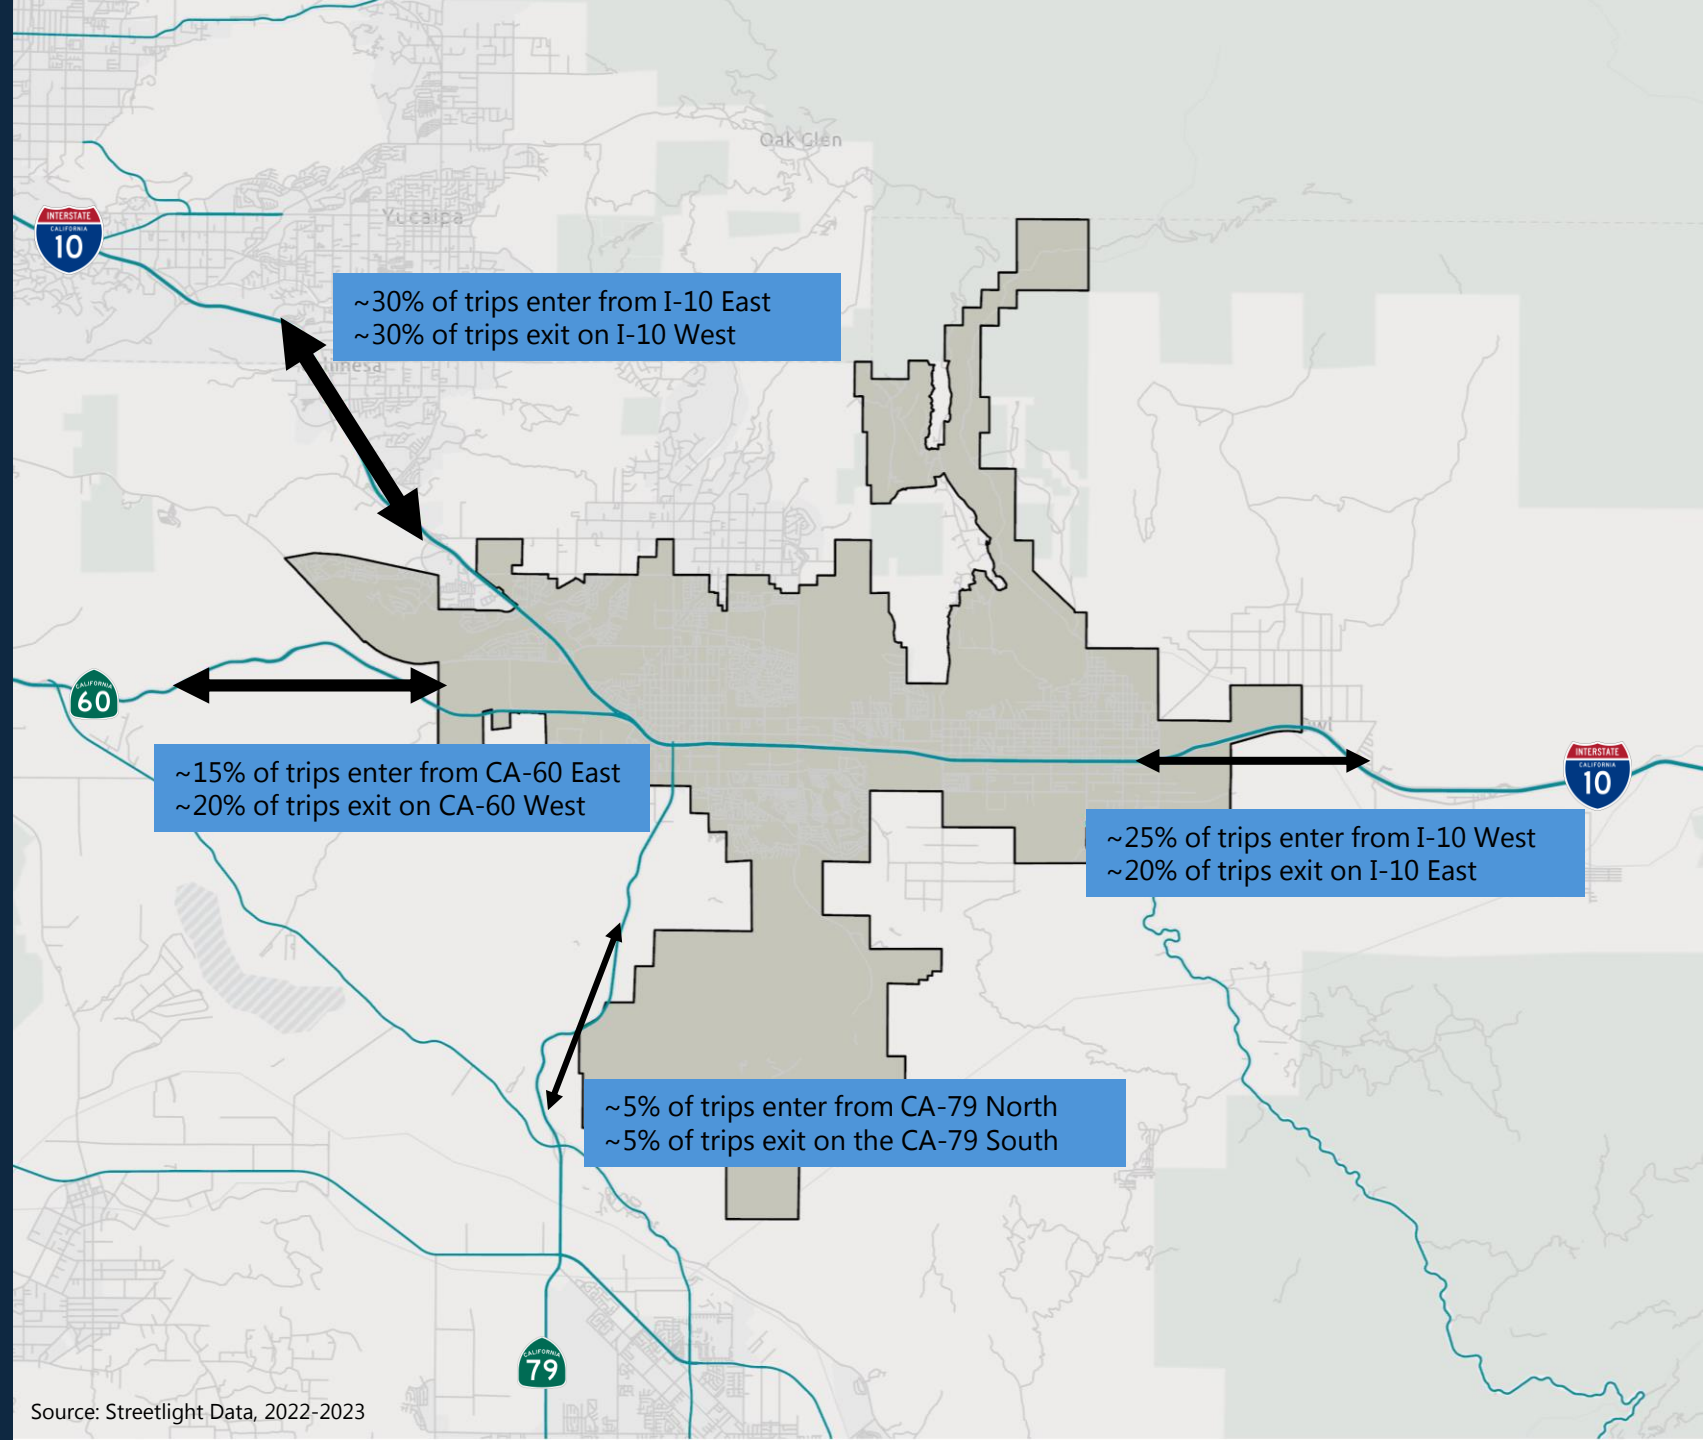 Oak Glen
Yucaipa
INTERSTATE
CALIFORNIA
10
~30% of trips enter from I-10 East
~30% of trips exit on I-10 West
CALIFORNIA
60
~15% of trips enter from CA-60 East
~20% of trips exit on CA-60 West
INTERSTATE
CALIFORNIA
10
~25% of trips enter from I-10 West
~20% of trips exit on I-10 East
~5% of trips enter from CA-79 North
~5% of trips exit on the CA-79 South
CALIFORNIA
79
Source: Streetlight Data, 2022-2023